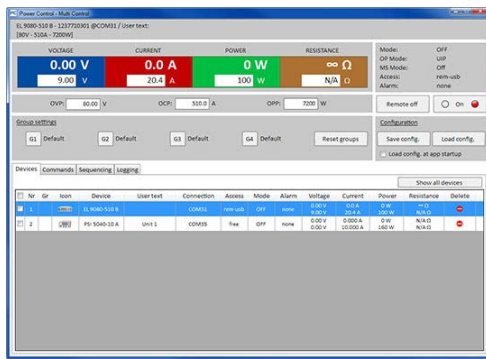 Power Control - Multi Control
EL 9080-510 B - 1237710301 @COM31 / User text:
[80V - 510A - 7200W]
VOLTAGE CURRENT POWER RESISTANCE
0.00 V 0.0 A 0 W ∞ Ω
9.00 V 20.4 A 100 W N/A Ω
Mode: OFF
OP Mode: UIP
MS Mode: Off
Access: rem-usb
Alarm: none
OVP: 80.00 V OCP: 510.0 A OPP: 7200 W
Remote off On
Group settings
G1 Default G2 Default G3 Default G4 Default Reset groups
Configuration
Save config. Load config.
Load config. at app startup
Devices Commands Sequencing Logging
Show all devices
Nr Gr Icon Device User text Connection Access Mode Alarm Voltage Current Power Resistance Delete
1 EL 9080-510 B COM31 rem-usb OFF none 0.00 V 0.0 A 0 W ∞ Ω
9.00 V 20.4 A 100 W N/A Ω
2 PSI 5040-10 A Unit 1 COM35 free OFF none 0.00 V 0.000 A 0 W N/A Ω
0.00 V 10.000 A 160 W N/A Ω